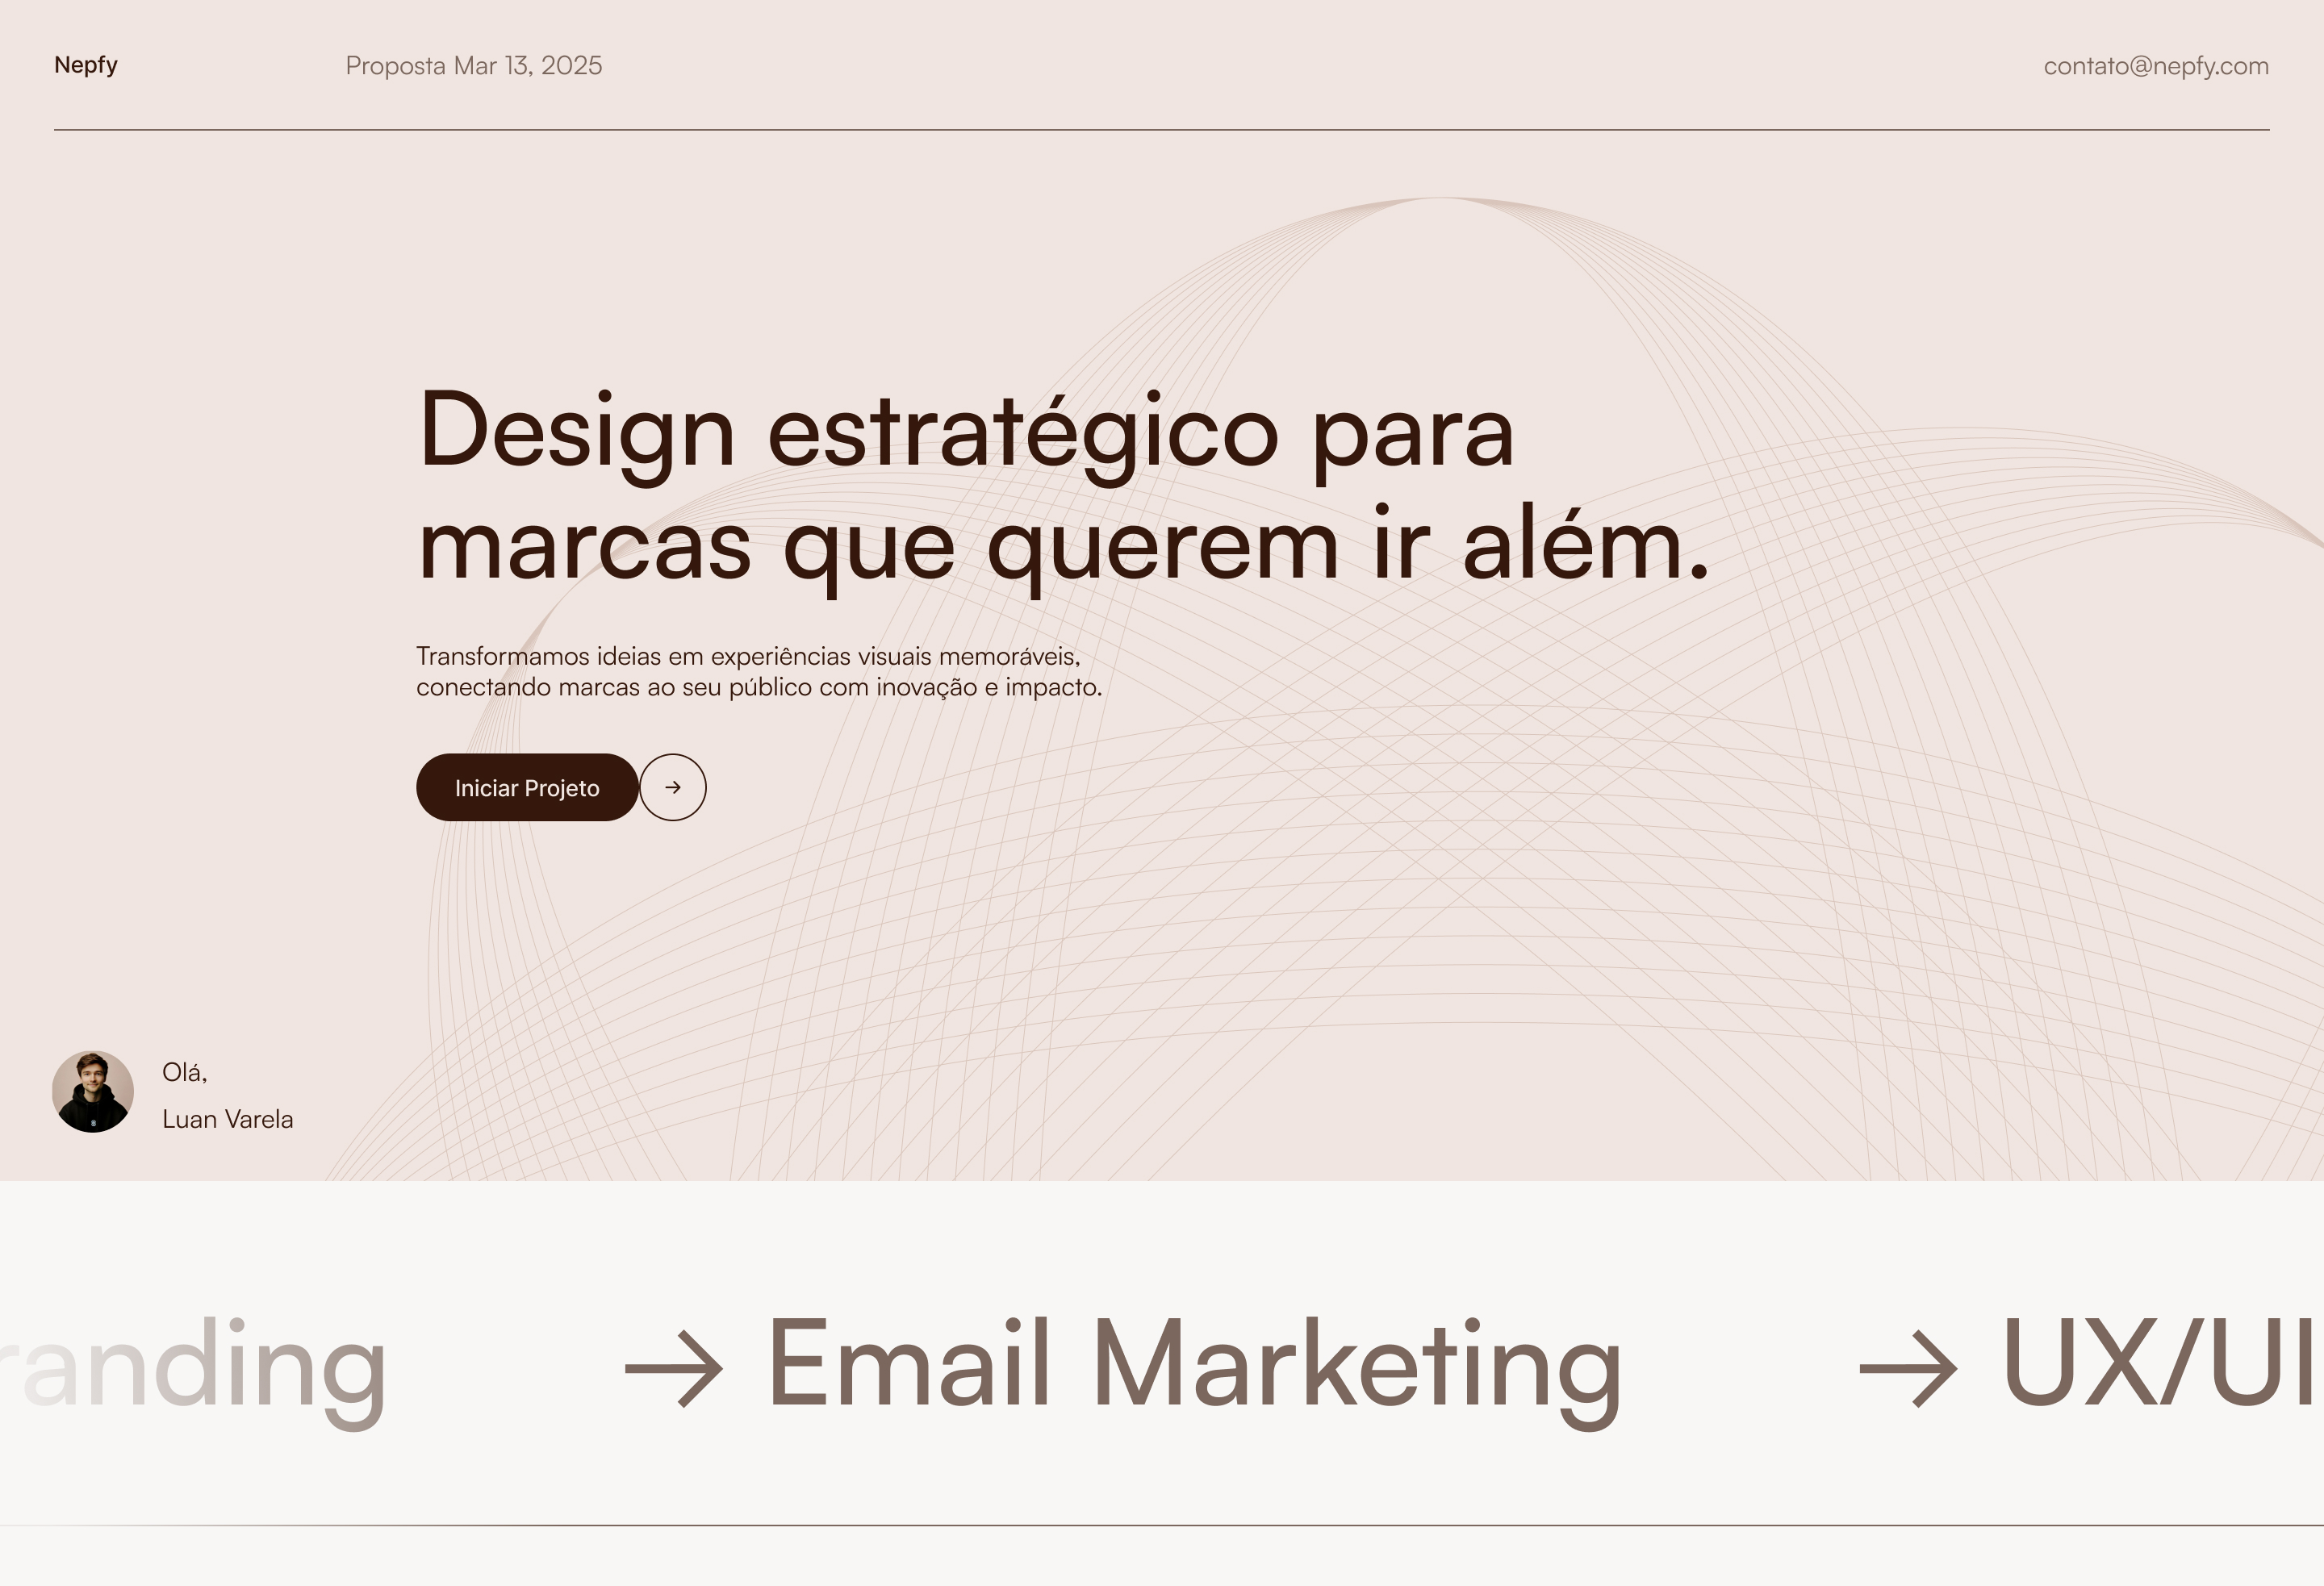 Nepfy
Proposta Mar 13, 2025
contato@nepfy.com
Design estratégico para
marcas que querem ir além.
Transformamos ideias em experiências visuais memoráveis,
conectando marcas ao seu público com inovação e impacto.
Iniciar Projeto →
Olá,
Luan Varela
randing → Email Marketing → UX/UI